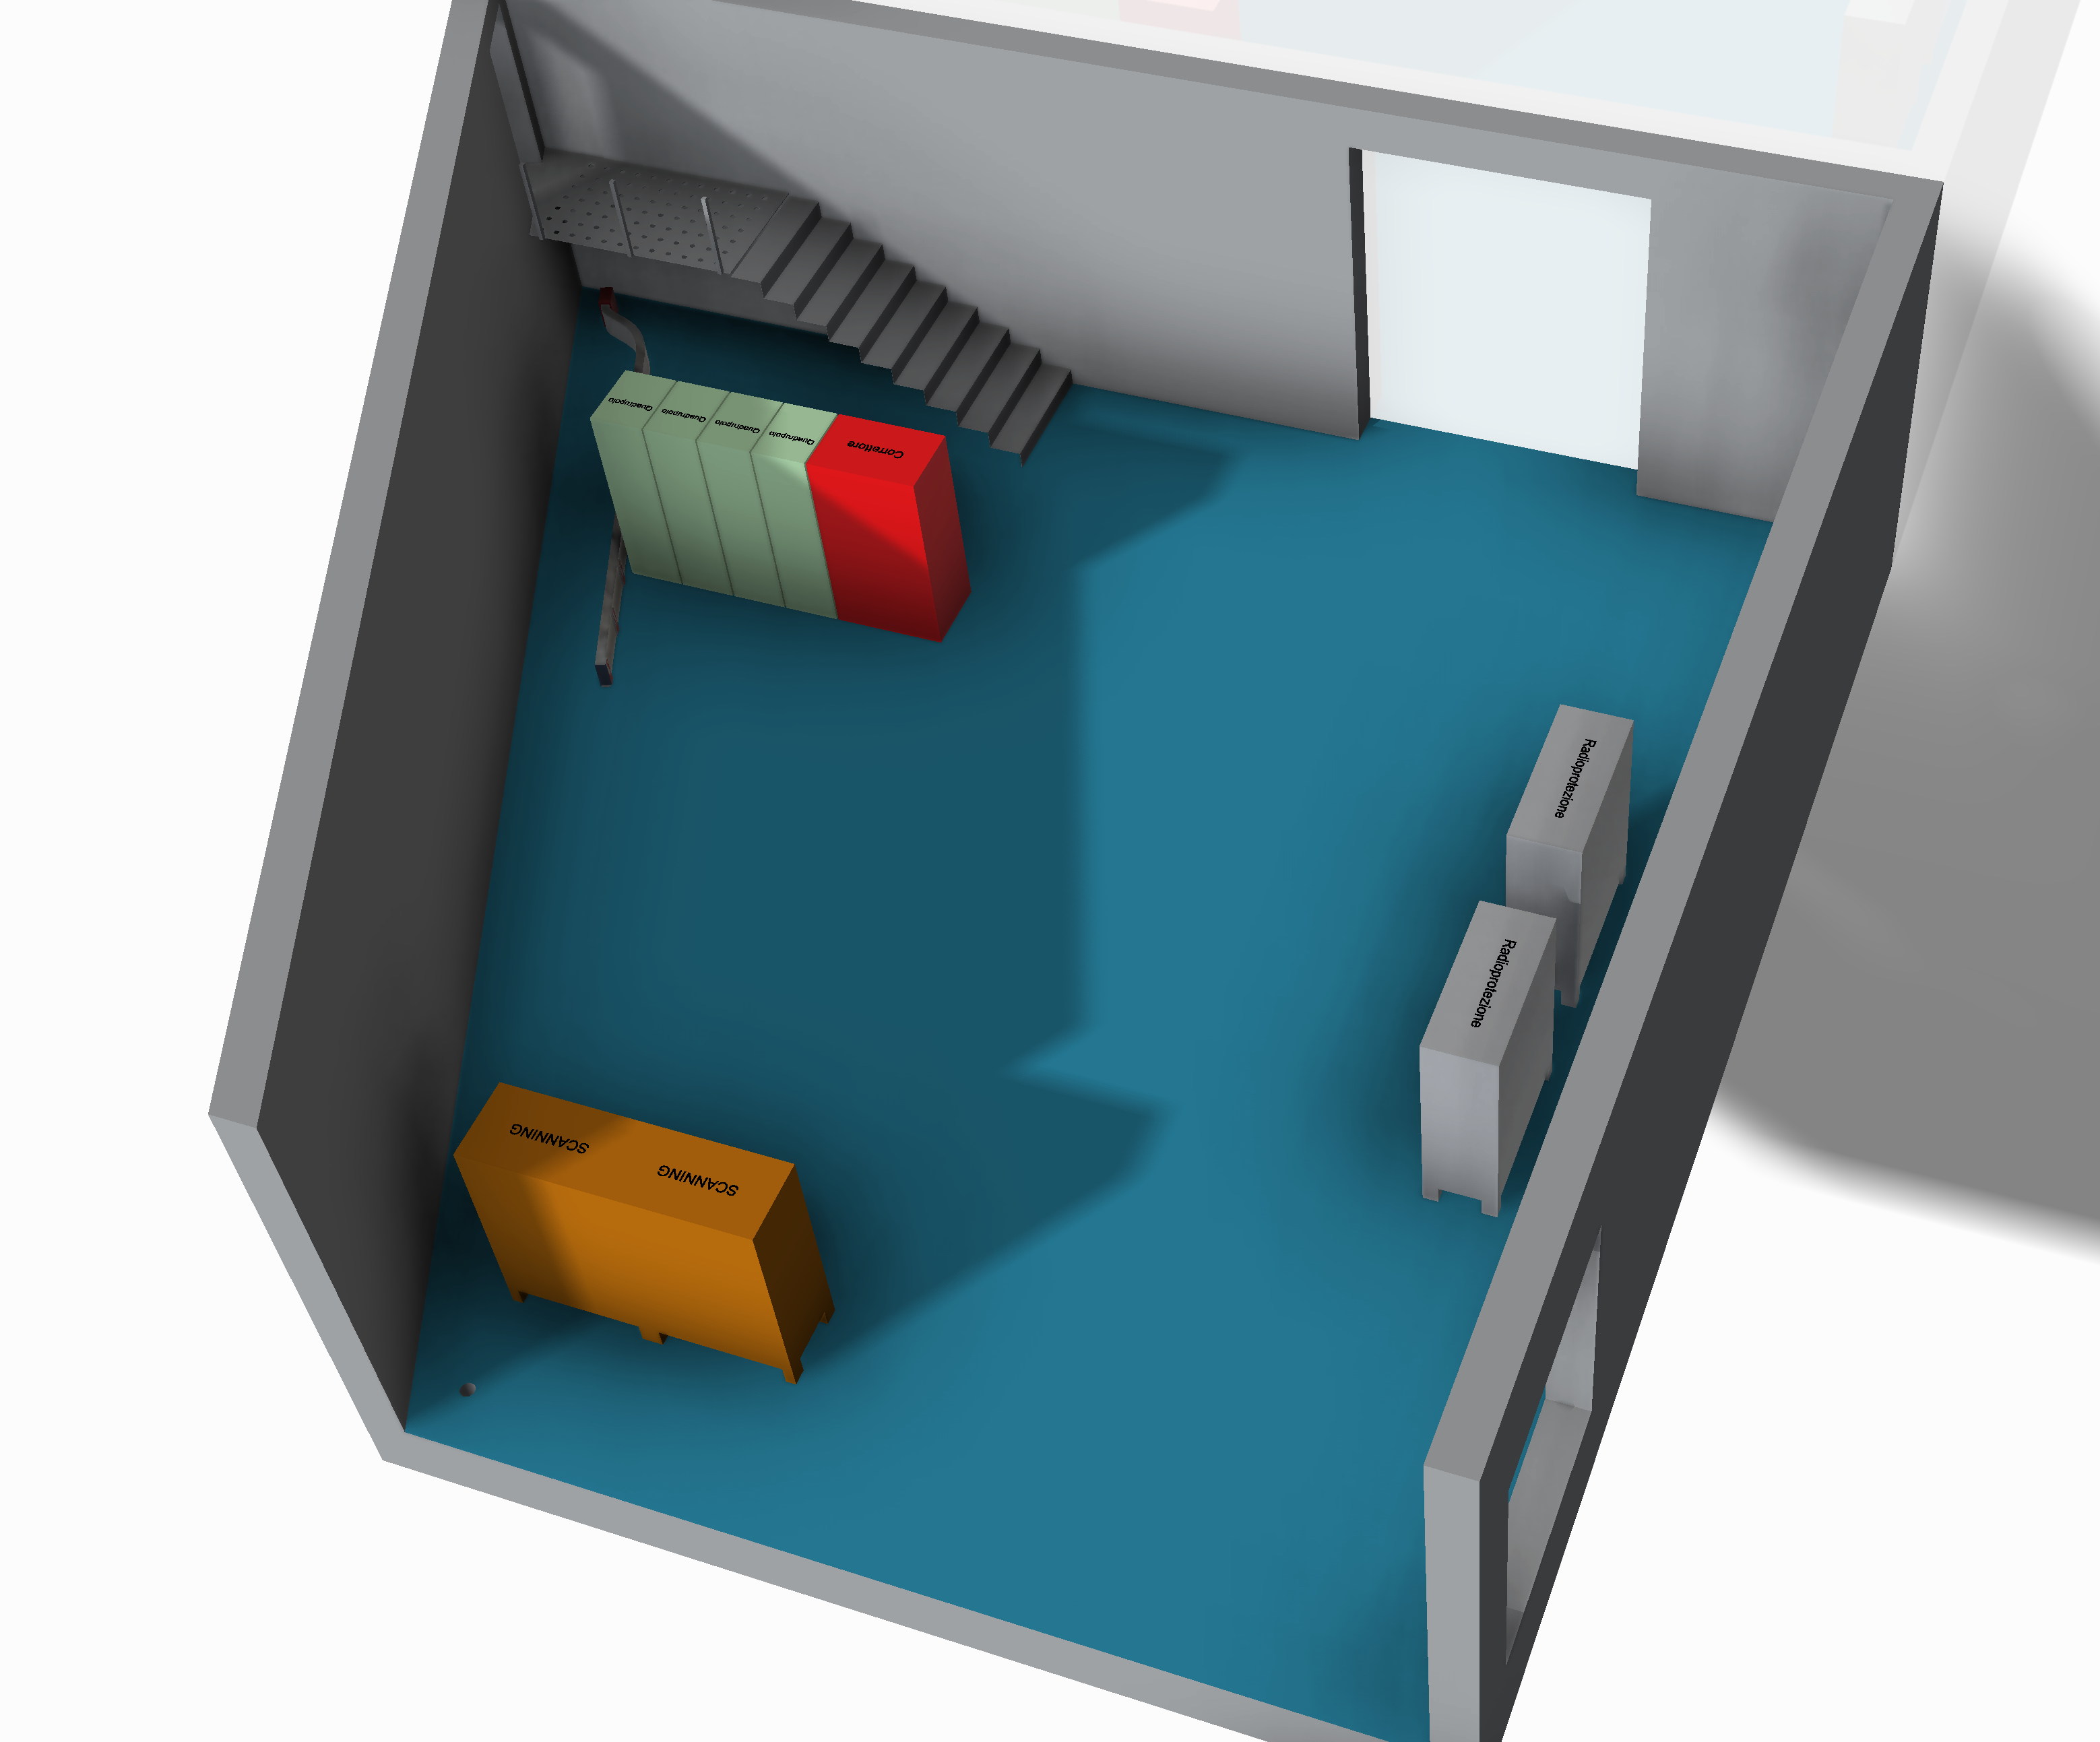 Quadrupolo
Quadrupolo
Quadrupolo
Quadrupolo
Correttore
Radioprotezione
Radioprotezione
SCANNING
SCANNING